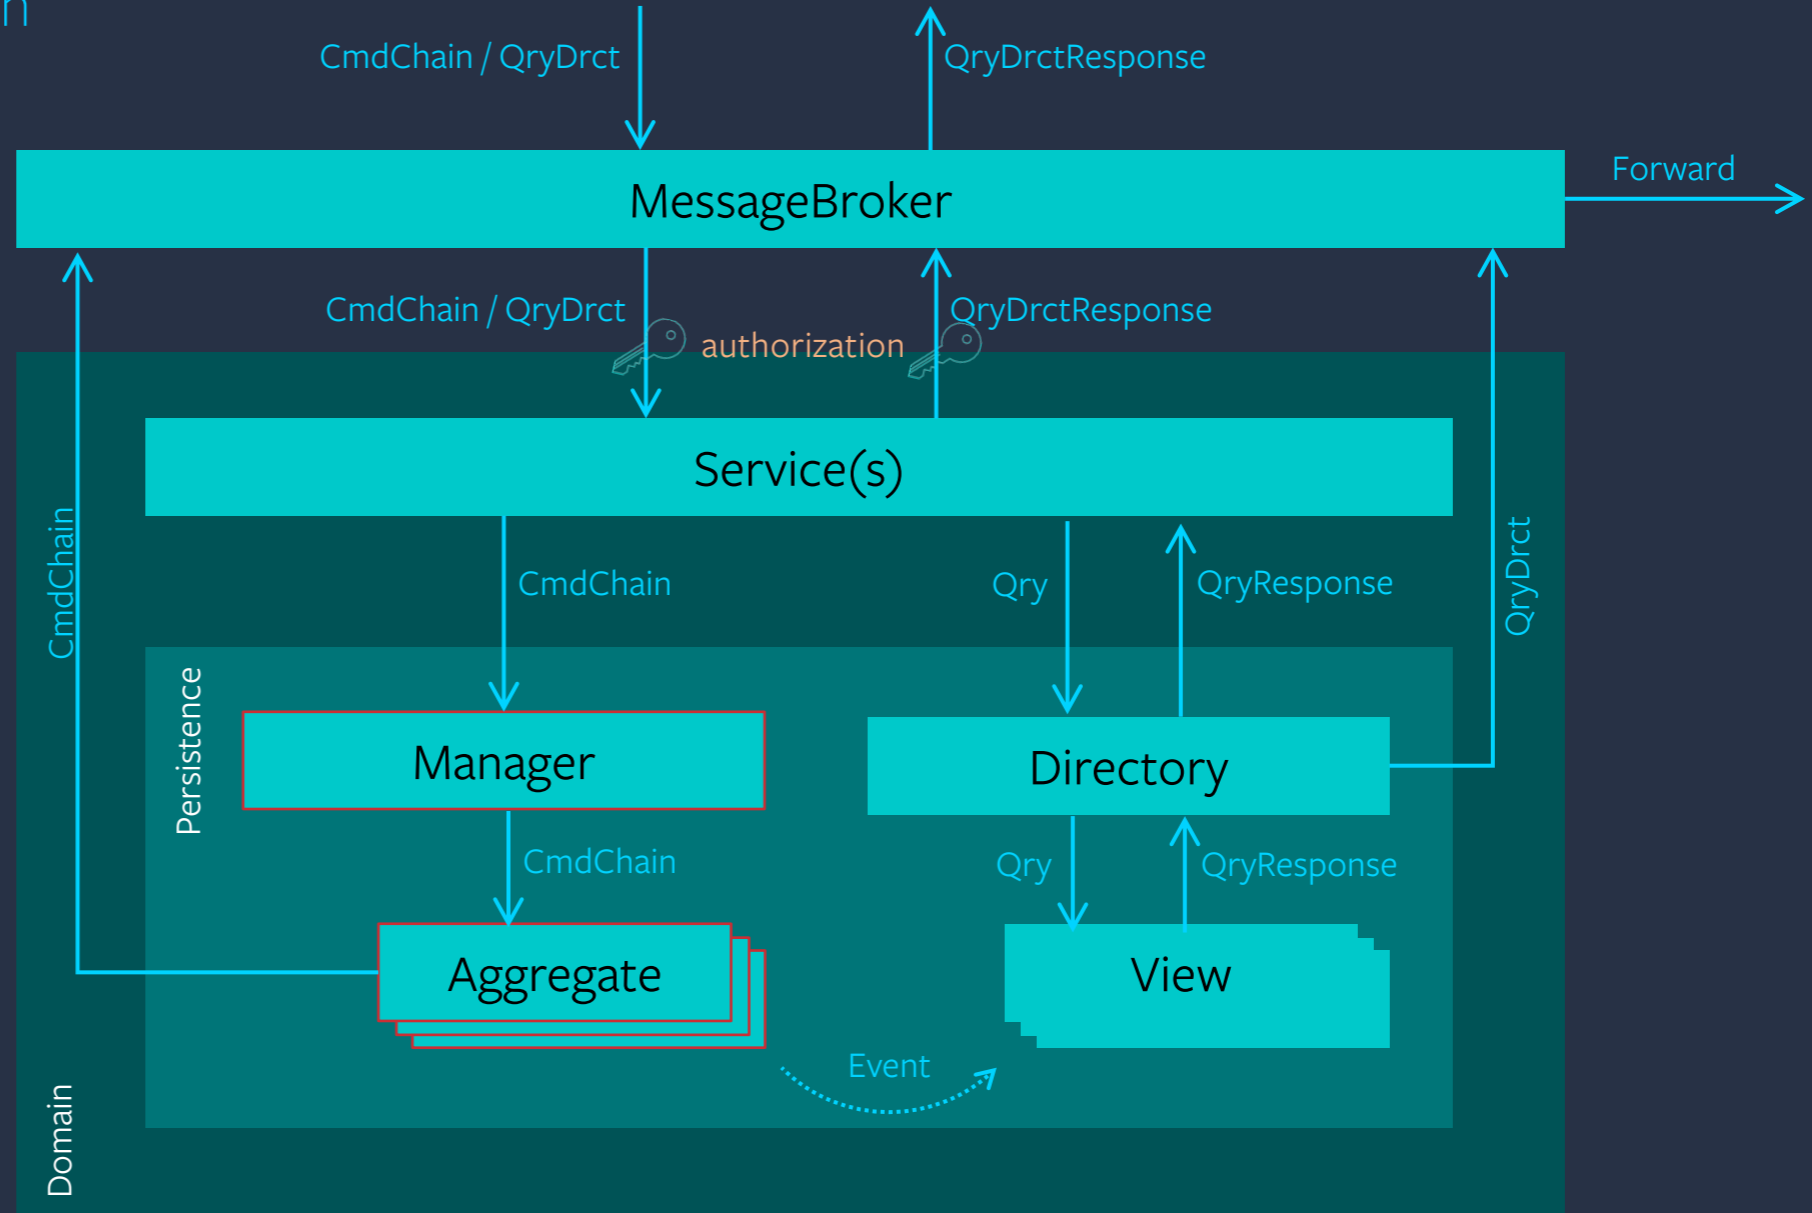 n
CmdChain / QryDrct
QryDrctResponse
MessageBroker
Forward
CmdChain / QryDrct
QryDrctResponse
authorization
Service(s)
CmdChain
CmdChain
Qry
QryResponse
QryDrct
Persistence
Manager
Directory
CmdChain
Qry
QryResponse
Aggregate
View
Event
Domain